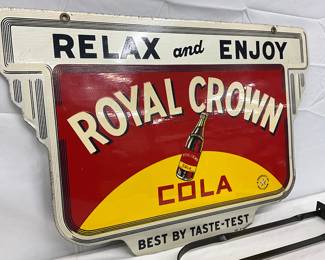 RELAX and ENJOY
ROYAL CROWN
COLA
BEST BY TASTE-TEST